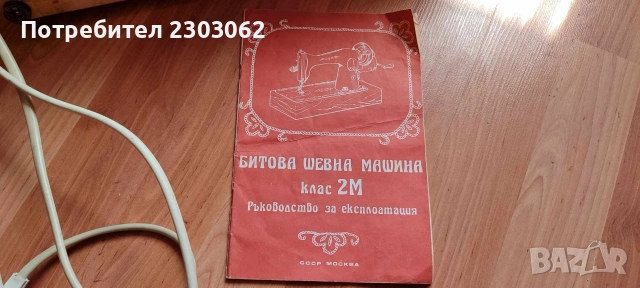 Потребител 2303062
БИТОВА ШЕВНА МАШИНА
клас 2М
Ръководство за експлоатация
СССР МОСКВА
BAZAR